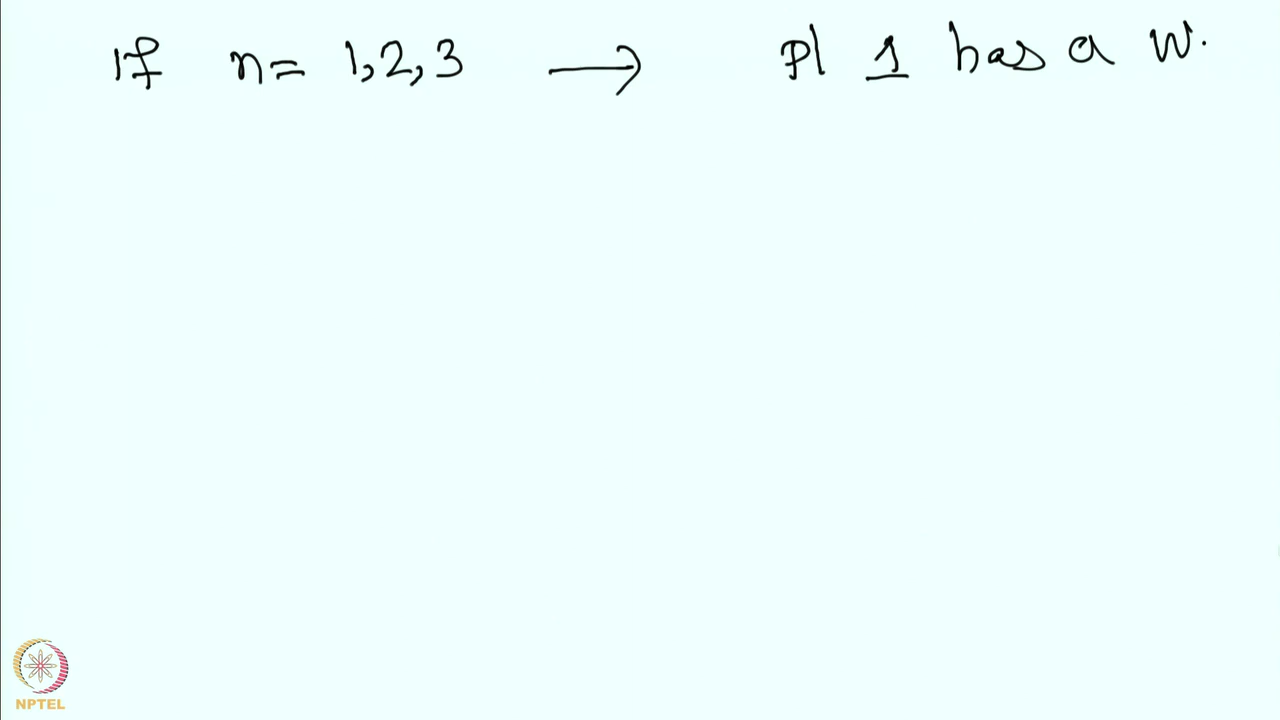 If n= 1,2,3 ⟶ Pl 1 has a W.
NPTEL